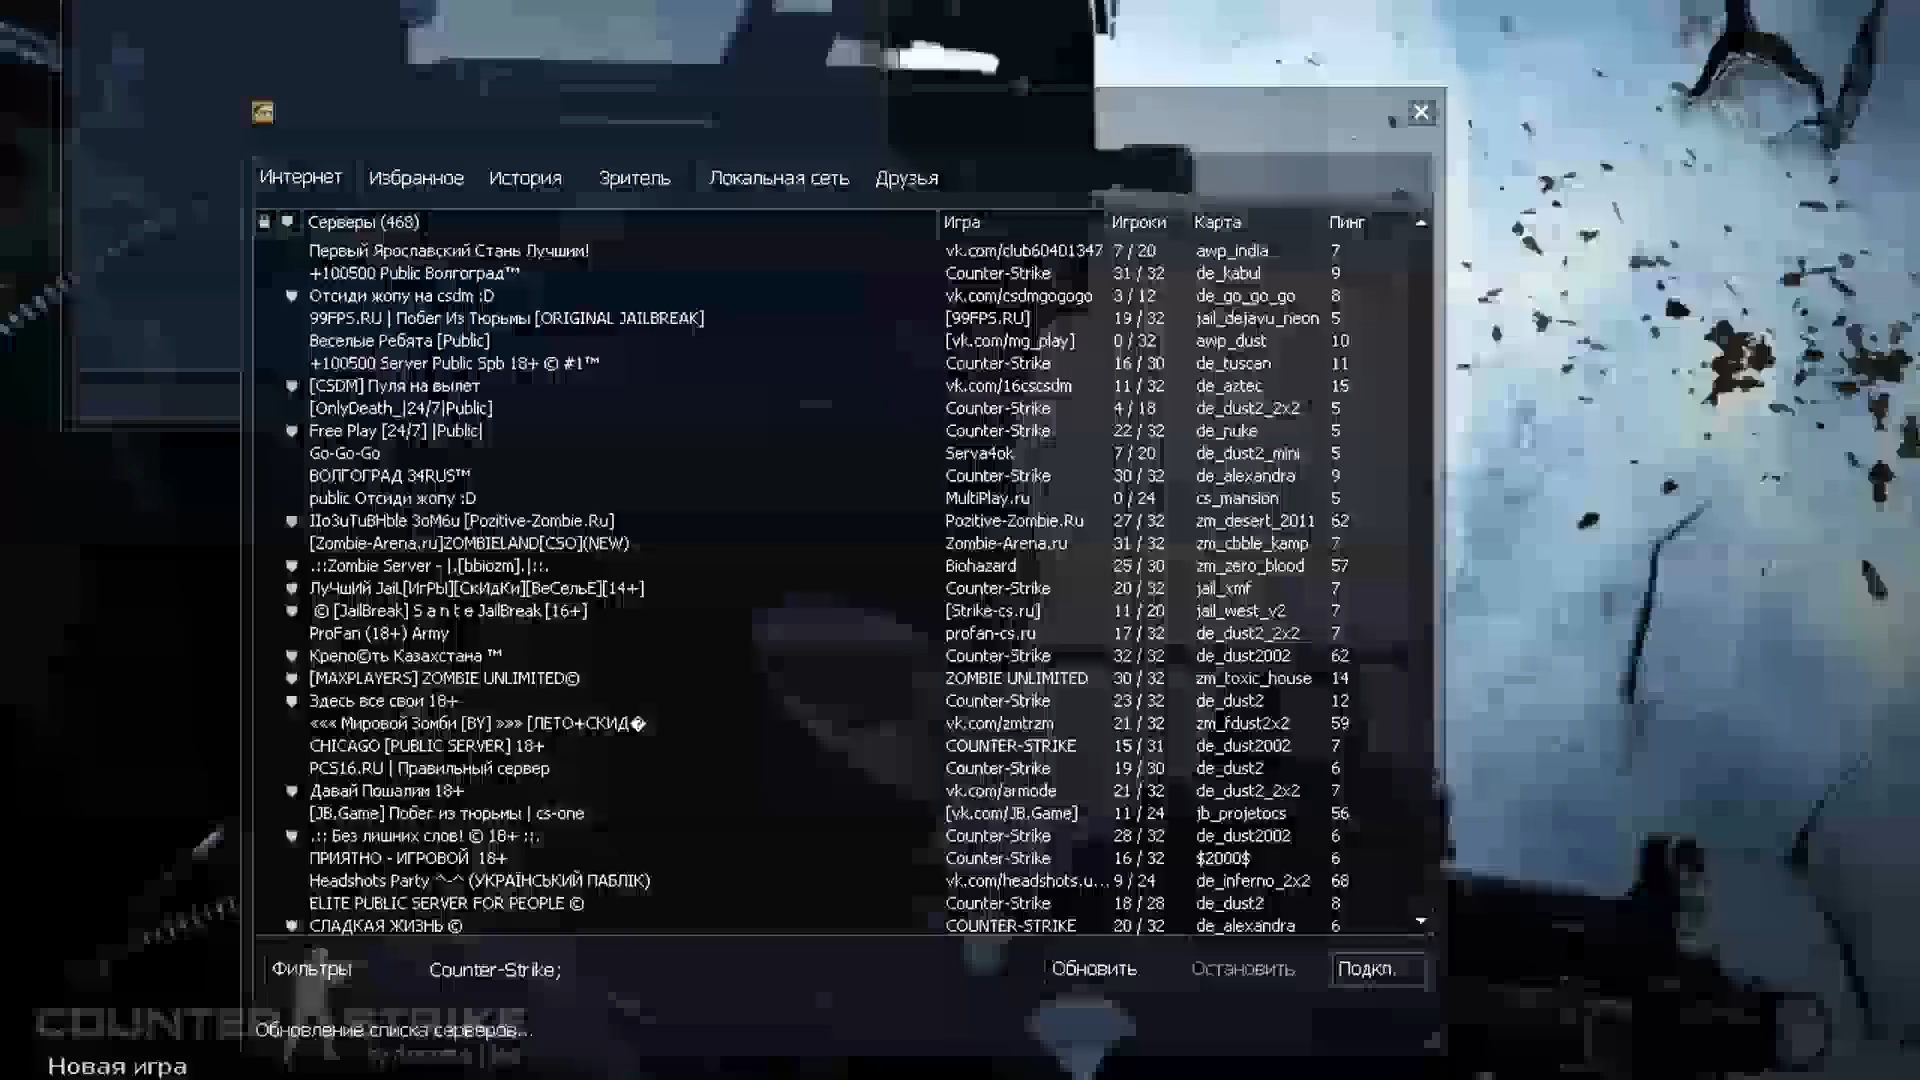 Интернет Избранное История Зритель Локальная сеть Друзья
Серверы (468) Игра Игроки Карта Пинг
Первый Ярославский Стань Лучшим! vk.com/club60401347 7 / 20 awp_india 7
+100500 Public Волгоград™ Counter-Strike 31 / 32 de_kabul 9
Отсиди жопу на csdm :D vk.com/csdmgogogo 3 / 12 de_go_go_go 8
99FPS.RU | Побег Из Тюрьмы [ORIGINAL JAILBREAK] [99FPS.RU] 19 / 32 jail_dejavu_neon 5
Веселые Ребята [Public] [vk.com/mg_play] 0 / 32 awp_dust 10
+100500 Server Public Spb 18+ © #1™ Counter-Strike 16 / 30 de_tuscan 11
[CSDM] Пуля на вылет vk.com/16cscsdm 11 / 32 de_aztec 15
[OnlyDeath_|24/7|Public] Counter-Strike 4 / 18 de_dust2_2x2 5
Free Play [24/7] |Public| Counter-Strike 22 / 32 de_nuke 5
Go-Go-Go Serva4ok 7 / 20 de_dust2_mini 5
ВОЛГОГРАД 34RUS™ Counter-Strike 30 / 32 de_alexandra 9
public Отсиди жопу :D MultiPlay.ru 0 / 24 cs_mansion 5
IIo3uTuBHble 3oM6u [Pozitive-Zombie.Ru] Pozitive-Zombie.Ru 27 / 32 zm_desert_2011 62
[Zombie-Arena.ru]ZOMBIELAND[CSO](NEW) Zombie-Arena.ru 31 / 32 zm_cbble_kamp 7
.::Zombie Server - |.[bbiozm].|::. Biohazard 25 / 30 zm_zero_blood 57
ЛуЧшИй JaiL[ИгРЫ][СкИдКи][ВеСельЕ][14+] Counter-Strike 20 / 32 jail_xmf 7
© [JailBreak] S a n t e JailBreak [16+] [Strike-cs.ru] 11 / 20 jail_west_v2 7
ProFan (18+) Army profan-cs.ru 17 / 32 de_dust2_2x2 7
Крепо©ть Казахстана ™ Counter-Strike 32 / 32 de_dust2002 62
[MAXPLAYERS] ZOMBIE UNLIMITED© ZOMBIE UNLIMITED 30 / 32 zm_toxic_house 14
Здесь все свои 18+ Counter-Strike 23 / 32 de_dust2 12
««« Мировой Зомби [BY] »»» [ЛЕТО+СКИД� vk.com/zmtrzm 21 / 32 zm_fdust2x2 59
CHICAGO [PUBLIC SERVER] 18+ COUNTER-STRIKE 15 / 31 de_dust2002 7
PCS16.RU | Правильный сервер Counter-Strike 19 / 30 de_dust2 6
Давай Пошалим 18+ vk.com/armode 21 / 32 de_dust2_2x2 7
[JB.Game] Побег из тюрьмы | cs-one [vk.com/JB.Game] 11 / 24 jb_projetocs 56
.:: Без лишних слов! © 18+ ::. Counter-Strike 28 / 32 de_dust2002 6
ПРИЯТНО - ИГРОВОЙ 18+ Counter-Strike 16 / 32 $2000$ 6
Headshots Party ^-^ (УКРАЇНСЬКИЙ ПАБЛІК) vk.com/headshots.u... 9 / 24 de_inferno_2x2 68
ELITE PUBLIC SERVER FOR PEOPLE © Counter-Strike 18 / 28 de_dust2 8
СЛАДКАЯ ЖИЗНЬ © COUNTER-STRIKE 20 / 32 de_alexandra 6
Фильтры Counter-Strike; Обновить Остановить Подкл.
COUNTER STRIKE
Обновление списка серверов...
Новая игра